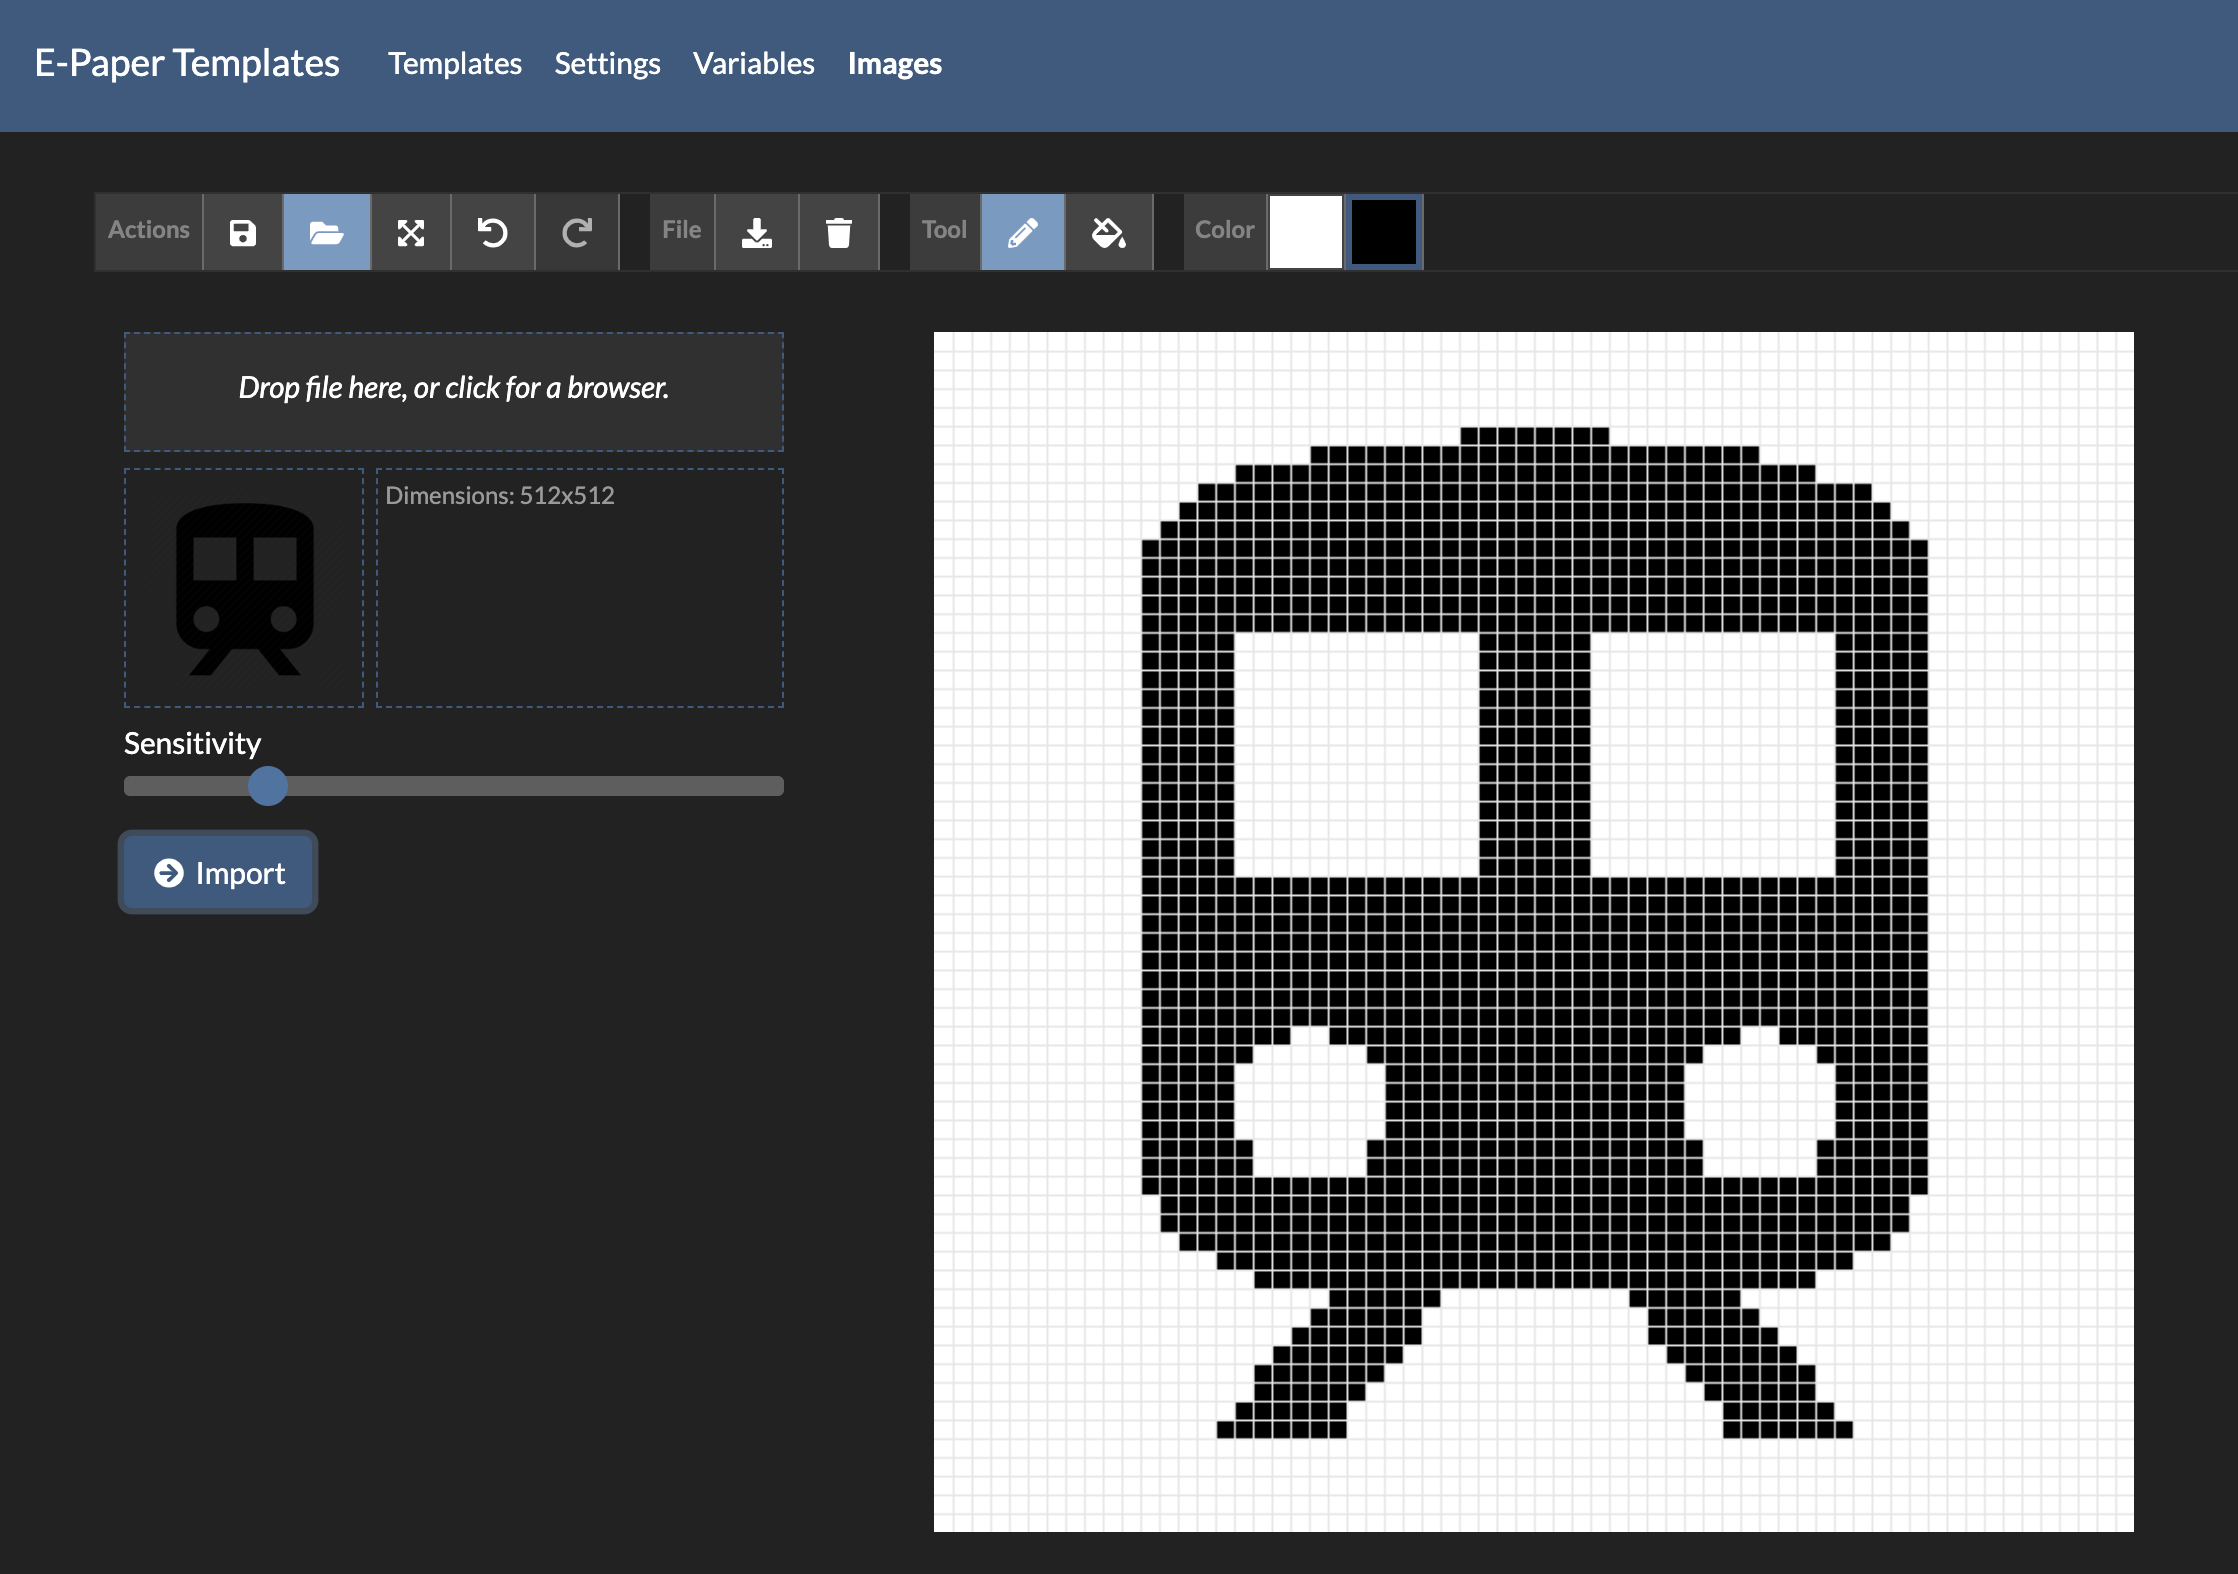 E-Paper Templates Templates Settings Variables Images
Actions File Tool Color
Drop file here, or click for a browser.
Dimensions: 512x512
Sensitivity
Import